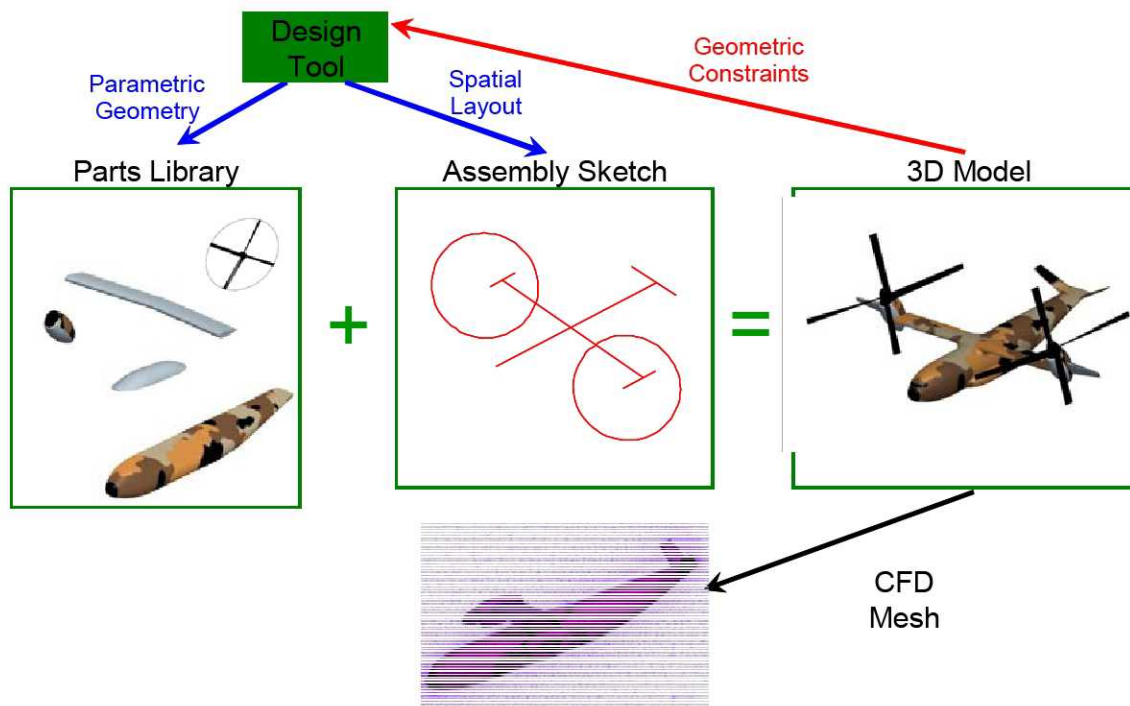 Design
Tool
Geometric
Constraints
Parametric
Geometry
Spatial
Layout
Parts Library
Assembly Sketch
3D Model
+
=
CFD
Mesh